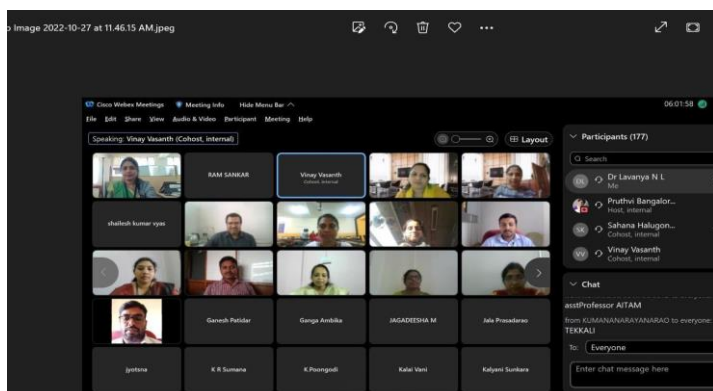 o Image 2022-10-27 at 11.46.15 AM.jpeg
Cisco Webex Meetings Meeting Info Hide Menu Bar
06:01:58
File Edit Share View Audio & Video Participant Meeting Help
Speaking: Vinay Vasanth (Cohost, internal)
Layout
RAM SANKAR
Vinay Vasanth
Cohost, internal
shailesh kumar vyas
Ganesh Patidar
Ganga Ambika
JAGADEESHA M
Jala Prasadarao
jyotsna
K R Sumana
K.Poongodi
Kalai Vani
Kalyani Sunkara
Participants (177)
Search
DL
Dr Lavanya N L
Me
Pruthvi Bangalor...
Host, internal
SK
Sahana Halugon...
Cohost, internal
VV
Vinay Vasanth
Cohost, internal
Chat
asstProfessor AITAM
from KUMANANARAYANARAO to everyone:
TEKKALI
To: Everyone
Enter chat message here